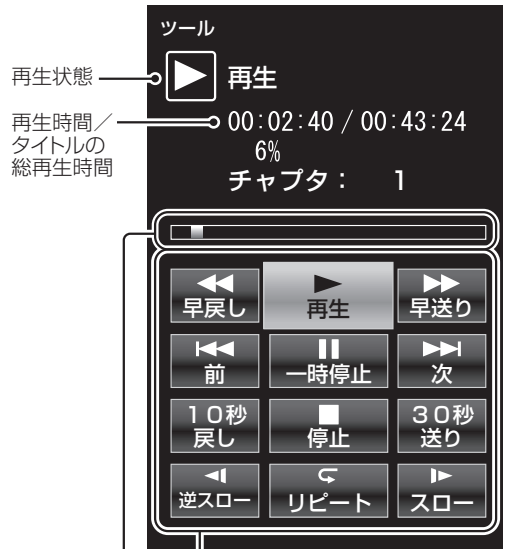 ツール
再生状態
再生
再生時間／
タイトルの
総再生時間
00:02:40 / 00:43:24
6%
チャプタ： 1
早戻し
再生
早送り
前
一時停止
次
１０秒
戻し
停止
３０秒
送り
逆スロー
リピート
スロー